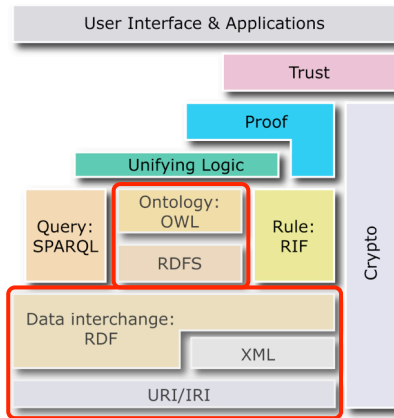 User Interface & Applications
Trust
Proof
Unifying Logic
Query:
SPARQL
Ontology:
OWL
RDFS
Rule:
RIF
Crypto
Data interchange:
RDF
XML
URI/IRI